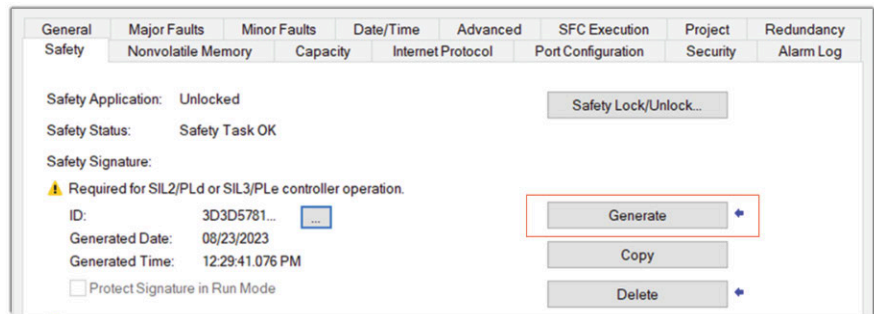 General Major Faults Minor Faults Date/Time Advanced SFC Execution Project Redundancy
Safety Nonvolatile Memory Capacity Internet Protocol Port Configuration Security Alarm Log
Safety Application: Unlocked Safety Lock/Unlock...
Safety Status: Safety Task OK
Safety Signature:
Required for SIL2/PLd or SIL3/PLe controller operation.
ID: 3D3D5781... ... Generate
Generated Date: 08/23/2023
Generated Time: 12:29:41.076 PM Copy
Protect Signature in Run Mode Delete